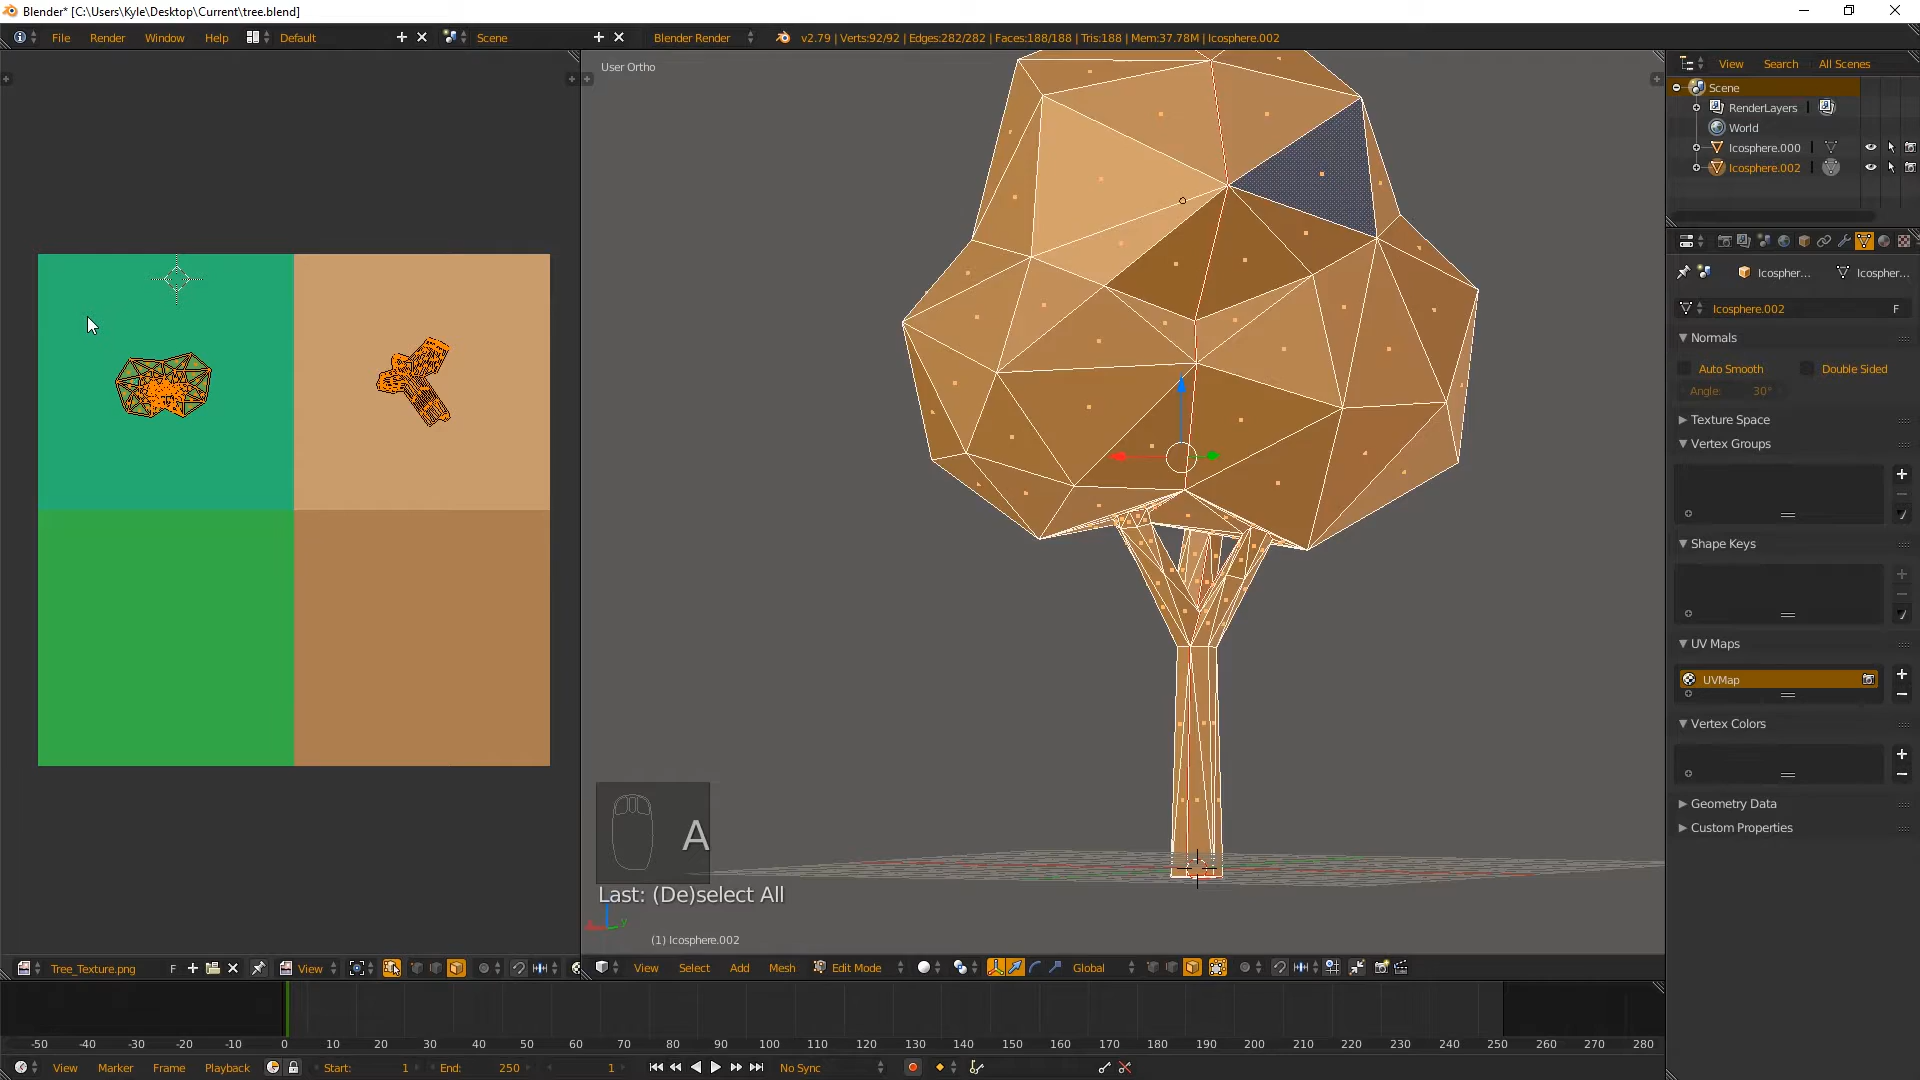 Blender* [C:\Users\Kyle\Desktop\Current\tree.blend]
File Render Window Help Default Scene Blender Render v2.79 | Verts:92/92 | Edges:282/282 | Faces:188/188 | Tris:188 | Mem:37.78M | Icosphere.002
User Ortho
View Search All Scenes
Scene
RenderLayers
World
Icosphere.000
Icosphere.002
Icospher... Icospher...
Icosphere.002 F
Normals
Auto Smooth Double Sided
Angle: 30°
Texture Space
Vertex Groups
Shape Keys
UV Maps
UVMap
Vertex Colors
Geometry Data
Custom Properties
A
Last: (De)select All
y
(1) Icosphere.002
Tree_Texture.png F View
View Select Add Mesh Edit Mode Global
-50 -40 -30 -20 -10 0 10 20 30 40 50 60 70 80 90 100 110 120 130 140 150 160 170 180 190 200 210 220 230 240 250 260 270 280
View Marker Frame Playback Start: 1 End: 250 1 No Sync